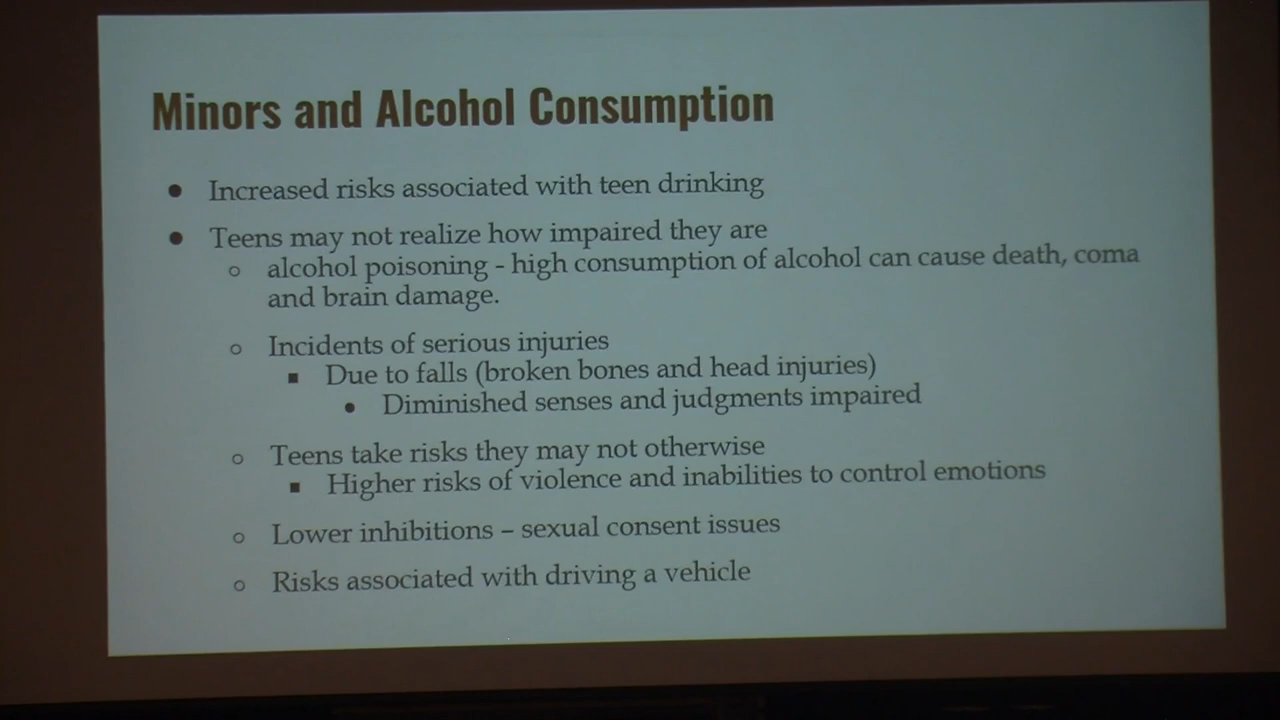 Minors and Alcohol Consumption
● Increased risks associated with teen drinking
● Teens may not realize how impaired they are
○ alcohol poisoning - high consumption of alcohol can cause death, coma
and brain damage.
○ Incidents of serious injuries
■ Due to falls (broken bones and head injuries)
● Diminished senses and judgments impaired
○ Teens take risks they may not otherwise
■ Higher risks of violence and inabilities to control emotions
○ Lower inhibitions – sexual consent issues
○ Risks associated with driving a vehicle